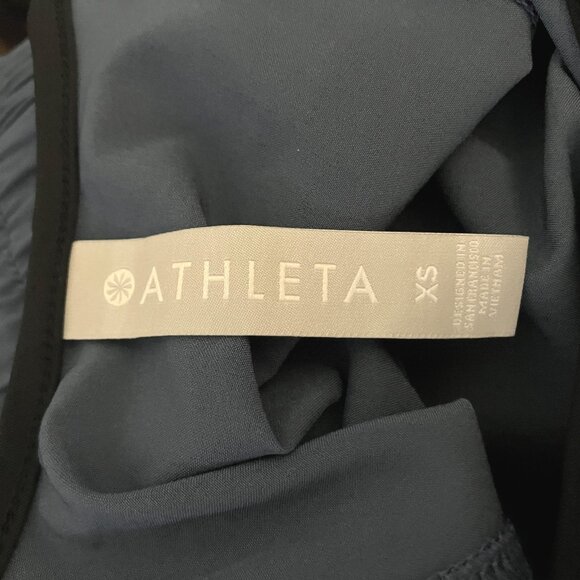 ATHLETA
XS
DESIGNED IN
SAN FRANCISCO
MADE IN
VIETNAM